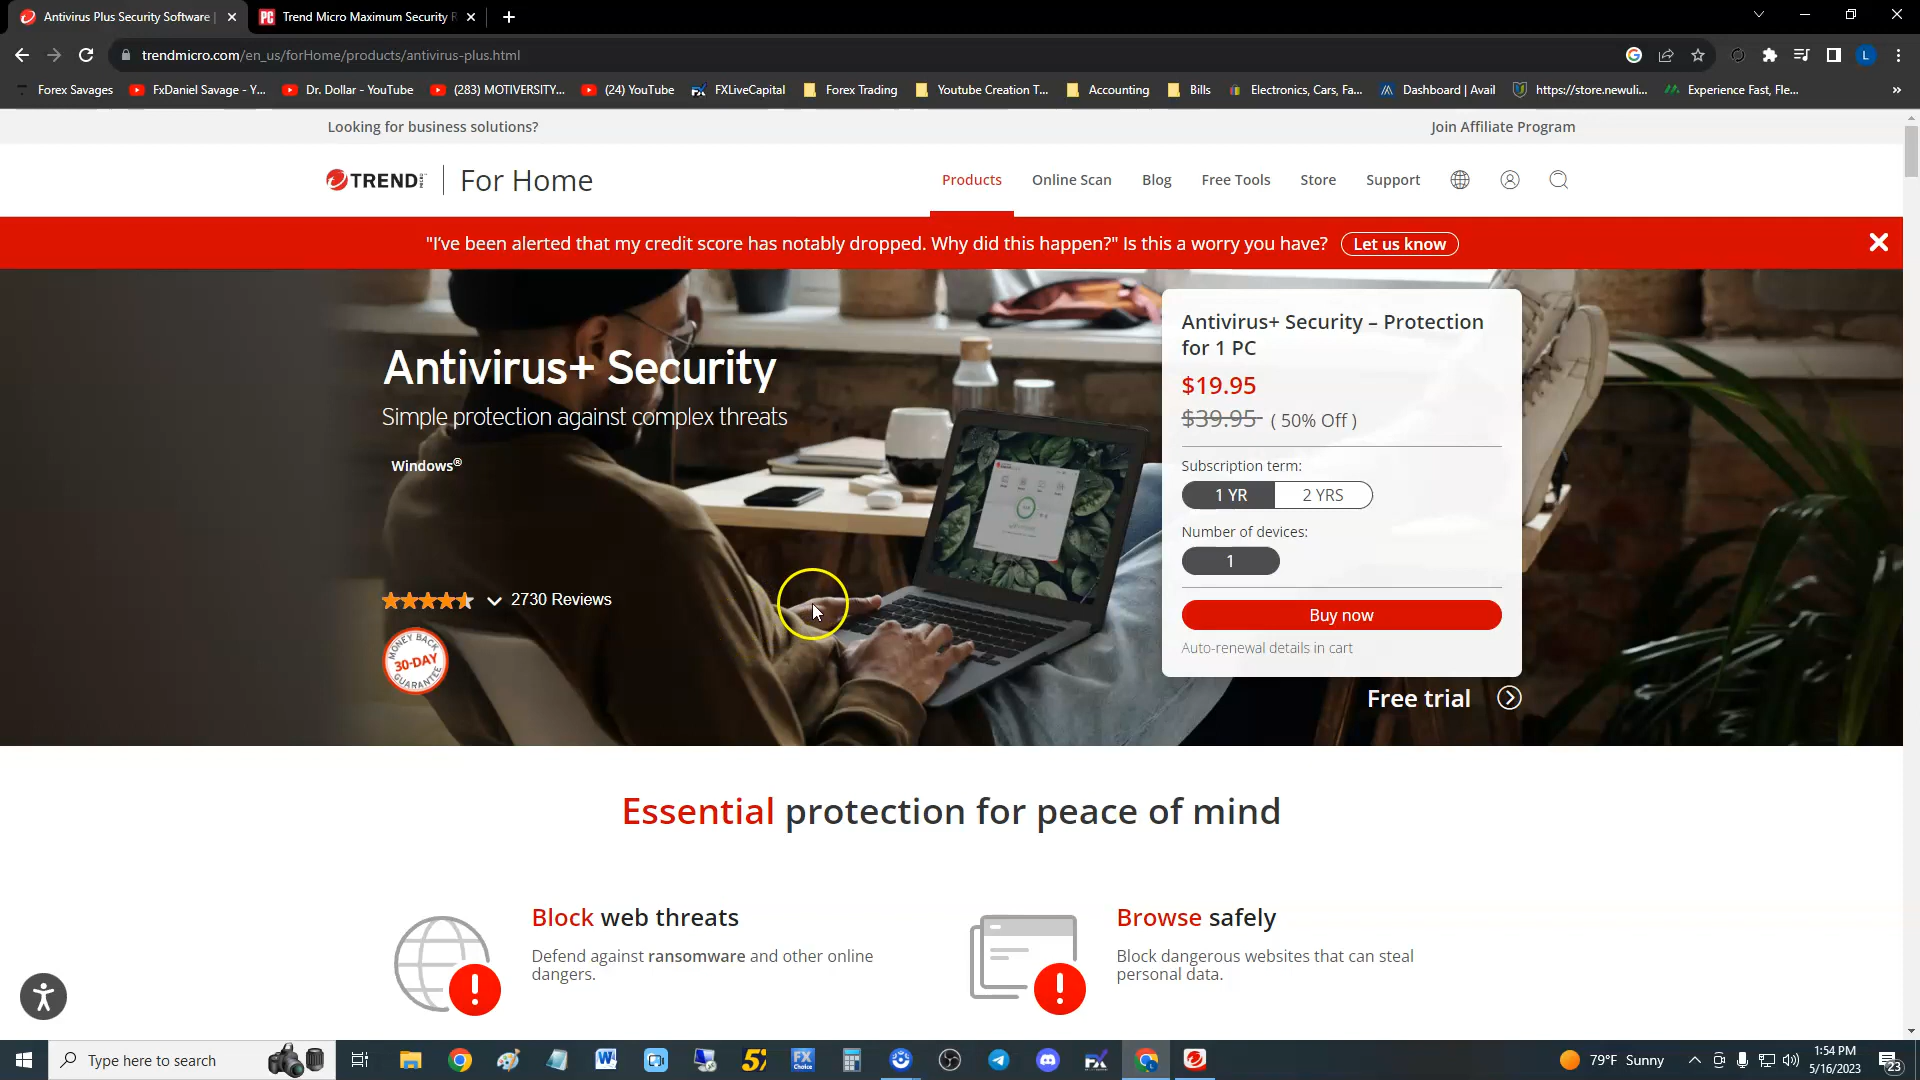 Antivirus Plus Security Software |
PC
Trend Micro Maximum Security R
trendmicro.com/en_us/forHome/products/antivirus-plus.html
L
Forex Savages
FxDaniel Savage - Y...
Dr. Dollar - YouTube
(283) MOTIVERSITY...
(24) YouTube
FXLiveCapital
Forex Trading
Youtube Creation T...
Accounting
Bills
Electronics, Cars, Fa...
Dashboard | Avail
https://store.newuli...
Experience Fast, Fle...
Looking for business solutions?
Join Affiliate Program
TREND
For Home
Products
Online Scan
Blog
Free Tools
Store
Support
"I've been alerted that my credit score has notably dropped. Why did this happen?" Is this a worry you have?
Let us know
Antivirus+ Security
Simple protection against complex threats
Windows®
2730 Reviews
MONEY BACK
30-DAY
GUARANTEE
Antivirus+ Security – Protection
for 1 PC
$19.95
$39.95 ( 50% Off )
Subscription term:
1 YR
2 YRS
Number of devices:
1
Buy now
Auto-renewal details in cart
Free trial
Essential protection for peace of mind
Block web threats
Defend against ransomware and other online
dangers.
Browse safely
Block dangerous websites that can steal
personal data.
Type here to search
79°F Sunny
1:54 PM
5/16/2023
23